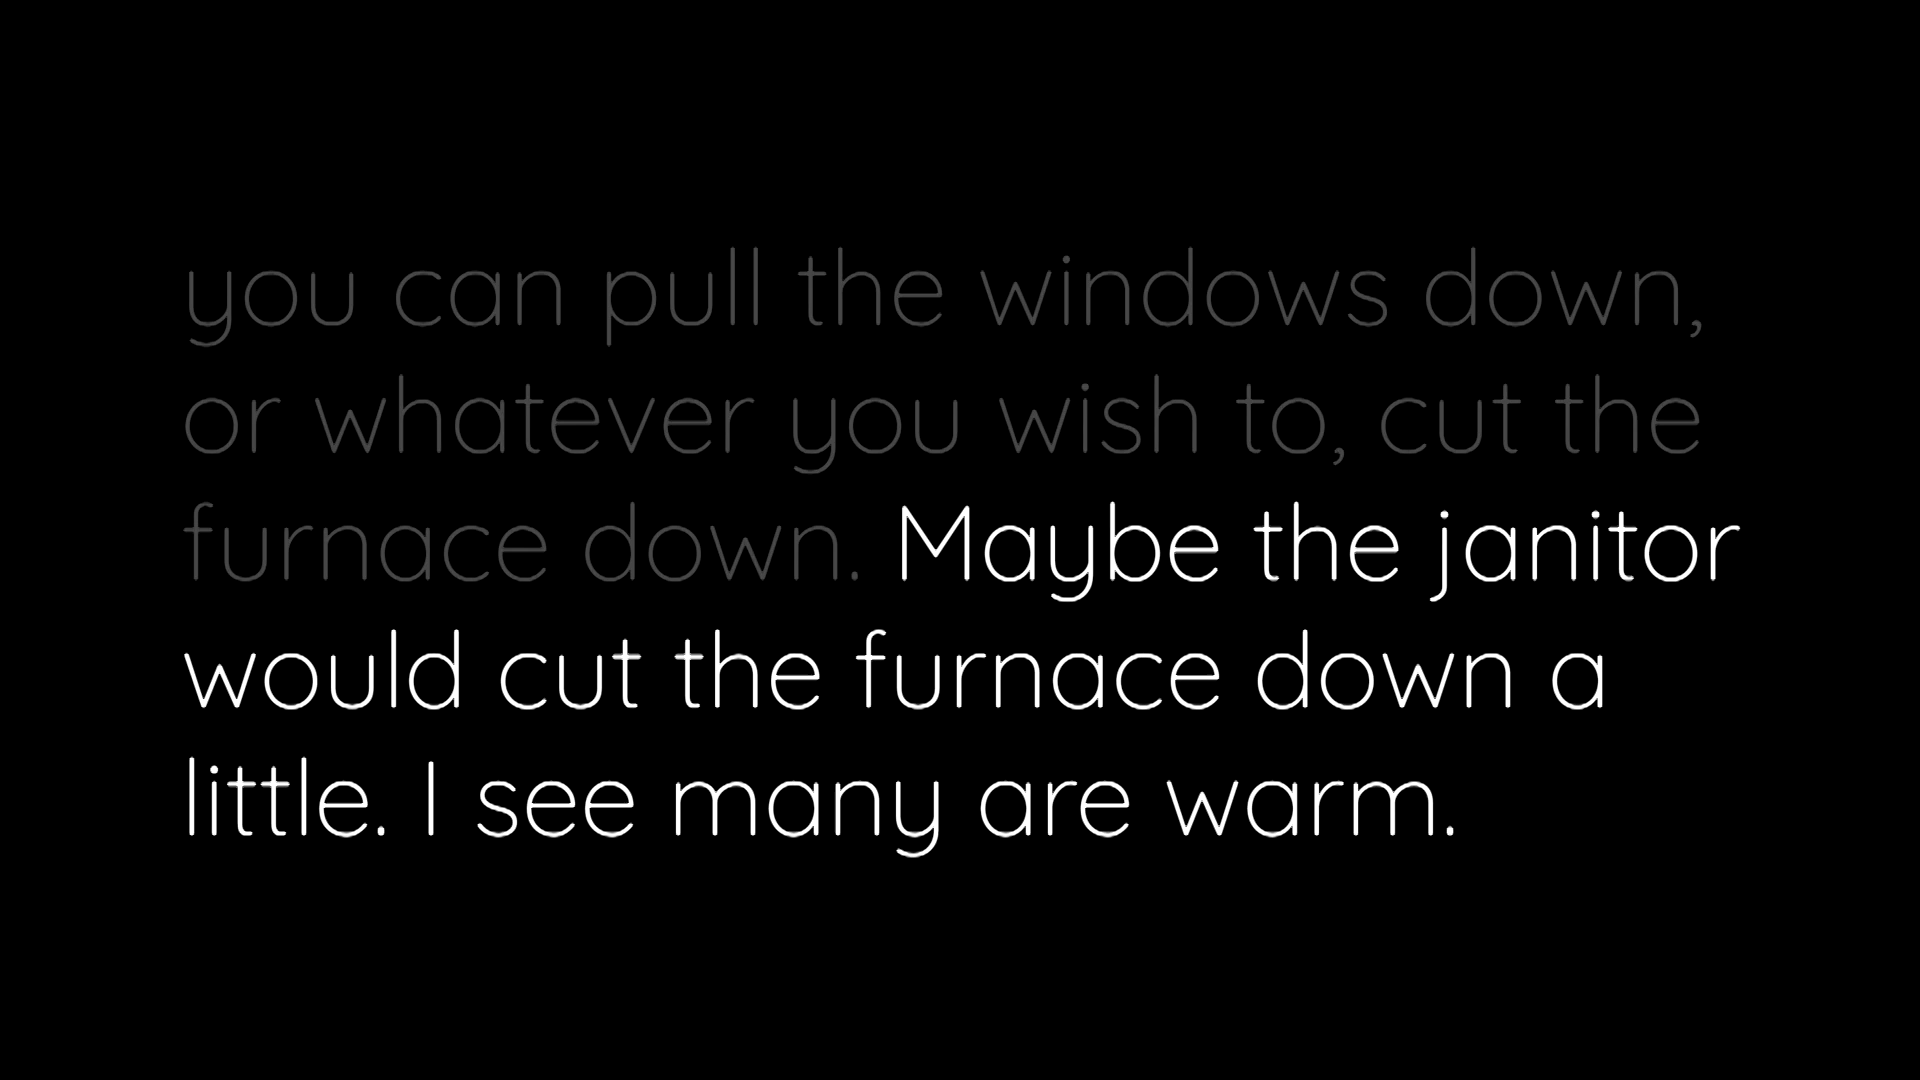 you can pull the windows down,
or whatever you wish to, cut the
furnace down. Maybe the janitor
would cut the furnace down a
little. I see many are warm.